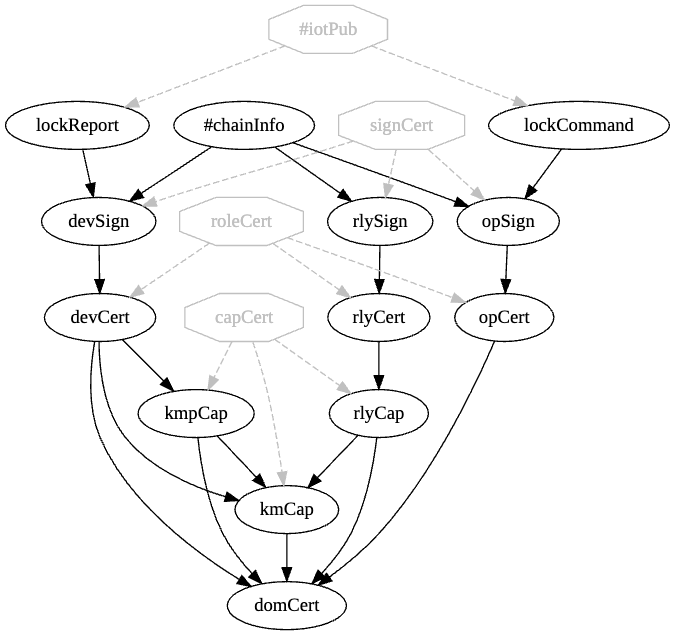 #iotPub
lockReport
#chainInfo
signCert
lockCommand
devSign
roleCert
rlySign
opSign
devCert
capCert
rlyCert
opCert
kmpCap
rlyCap
kmCap
domCert